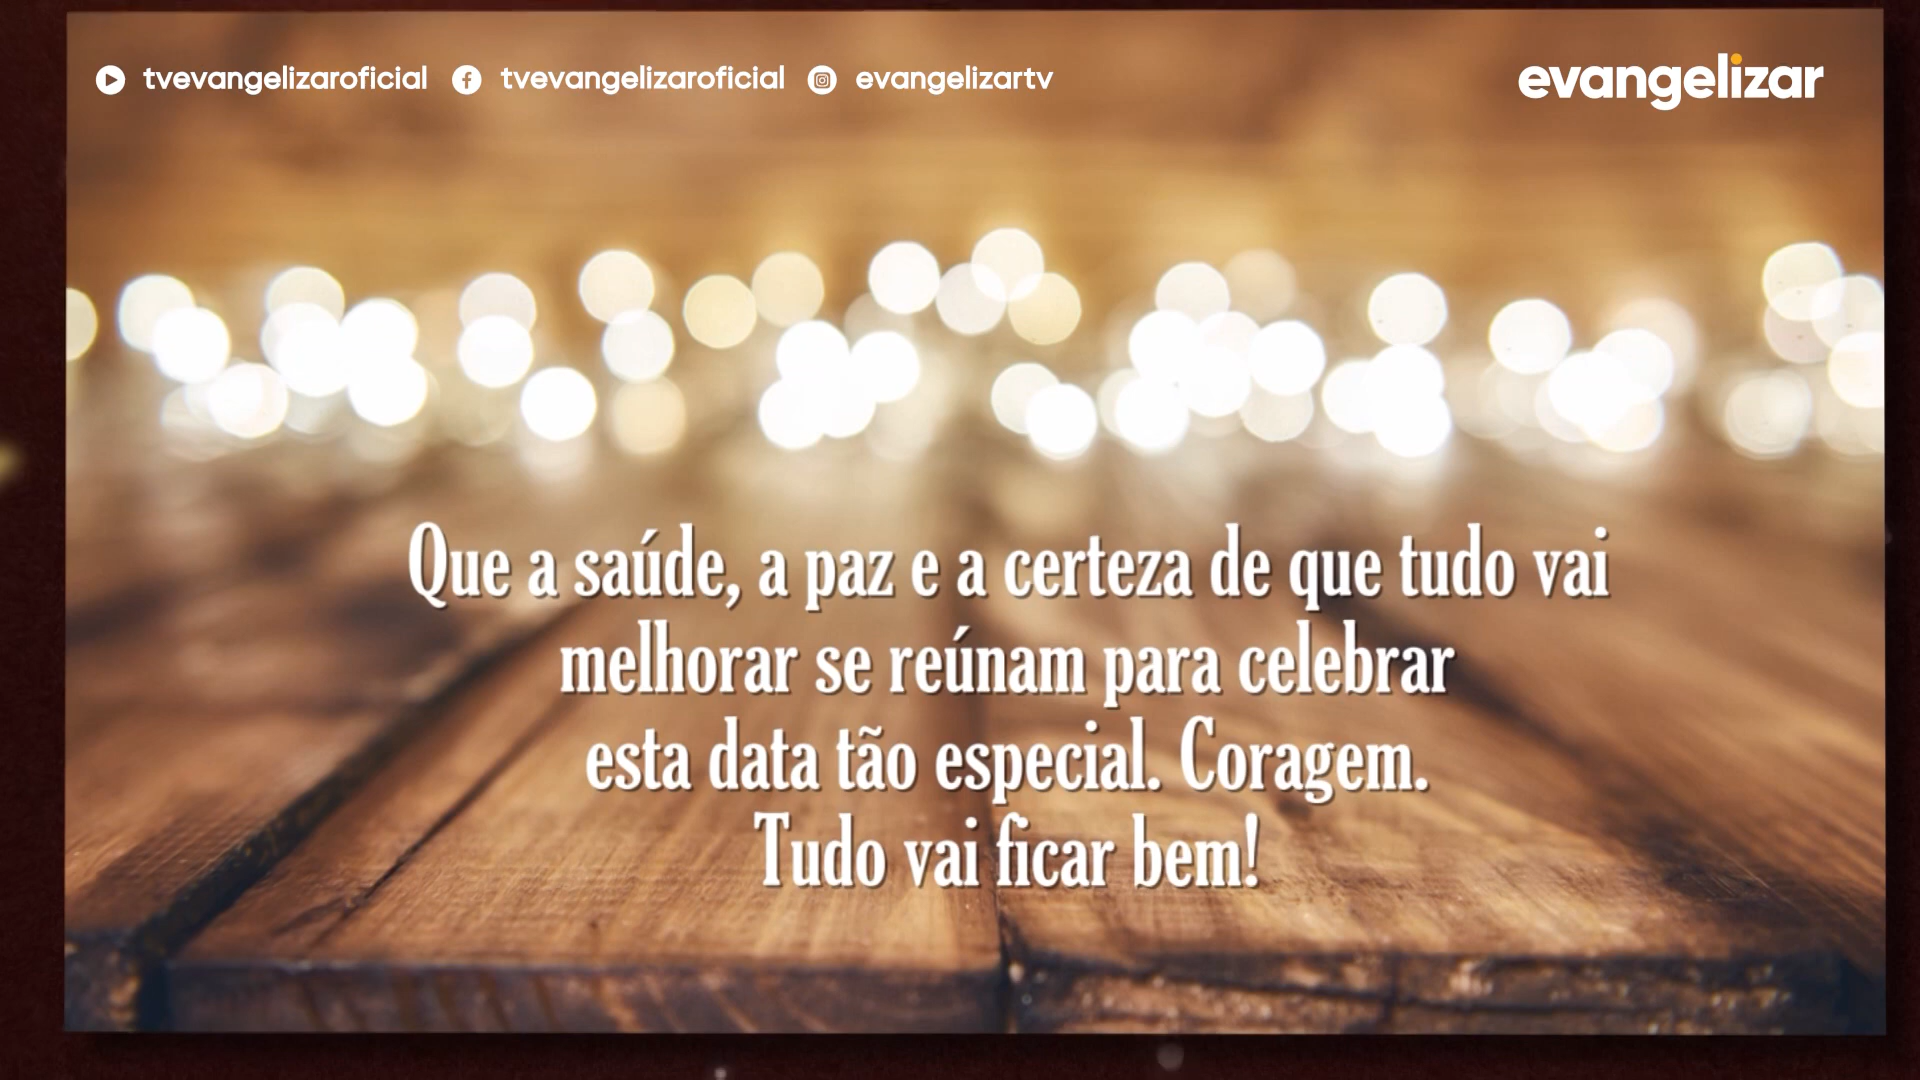 tvevangelizaroficial tvevangelizaroficial evangelizartv
evangelizar
Que a saúde, a paz e a certeza de que tudo vai
melhorar se reúnam para celebrar
esta data tão especial. Coragem.
Tudo vai ficar bem!